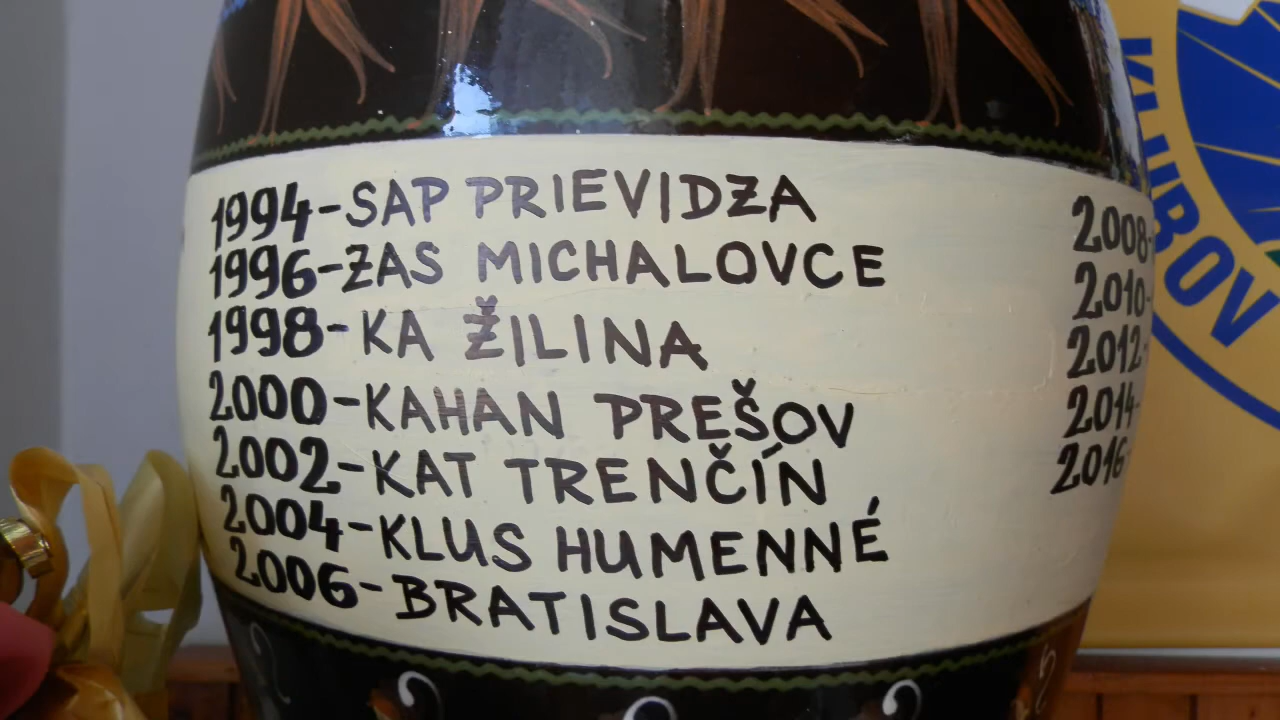 1994-SAP PRIEVIDZA
1996-ZAS MICHALOVCE
1998-KA ŽILINA
2000-KAHAN PREŠOV
2002-KAT TRENČÍN
2004-KLUS HUMENNÉ
2006-BRATISLAVA
2008-
2010-
2012-
2014-
2016-
KLUBOV